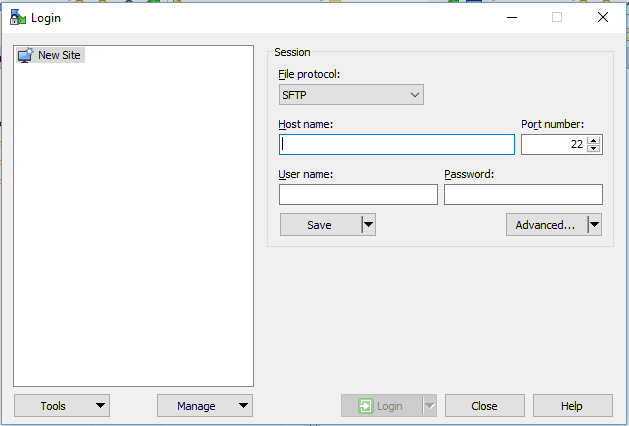 Login
New Site
Session
File protocol:
SFTP
Host name:
Port number:
22
User name:
Password:
Save
Advanced...
Tools
Manage
Login
Close
Help